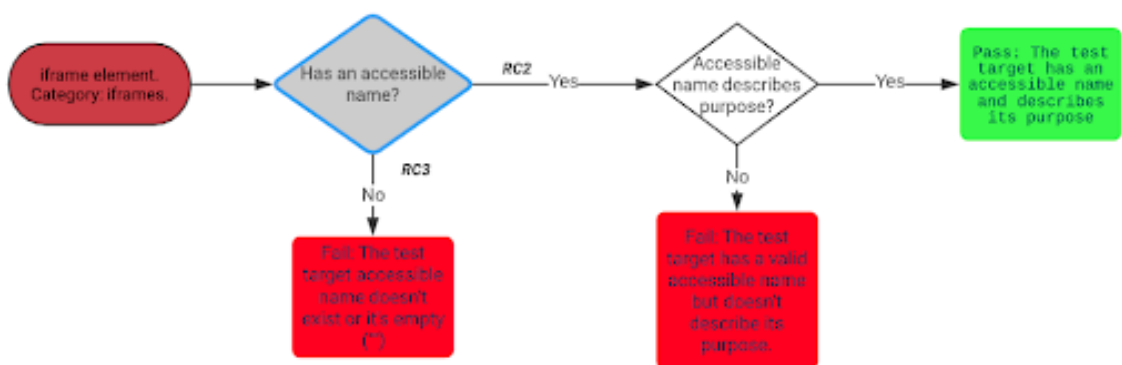 iframe element.
Category: iframes.
Has an accessible
name?
RC2
Yes
Accessible
name describes
purpose?
Yes
Pass: The test
target has an
accessible name
and describes
its purpose
RC3
No
Fail: The test
target accessible
name doesn't
exist or it's empty
("")
No
Fail: The test
target has a valid
accessible name
but doesn't
describe its
purpose.